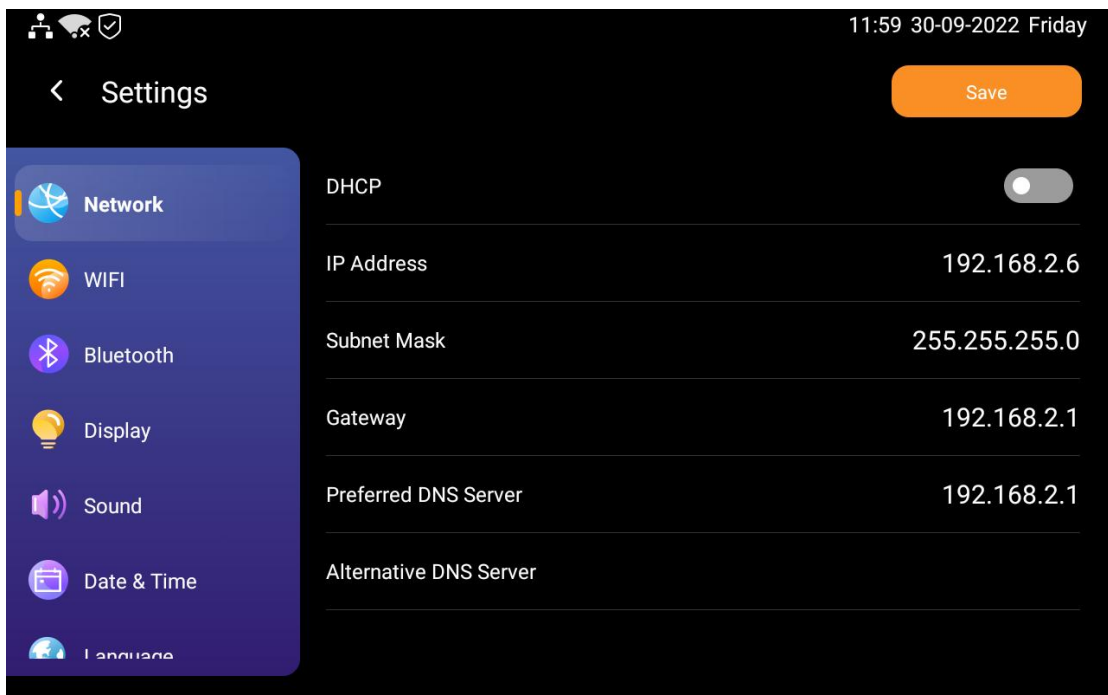 11:59 30-09-2022 Friday
Settings
Save
Network
WIFI
Bluetooth
Display
Sound
Date & Time
Language
DHCP
IP Address 192.168.2.6
Subnet Mask 255.255.255.0
Gateway 192.168.2.1
Preferred DNS Server 192.168.2.1
Alternative DNS Server